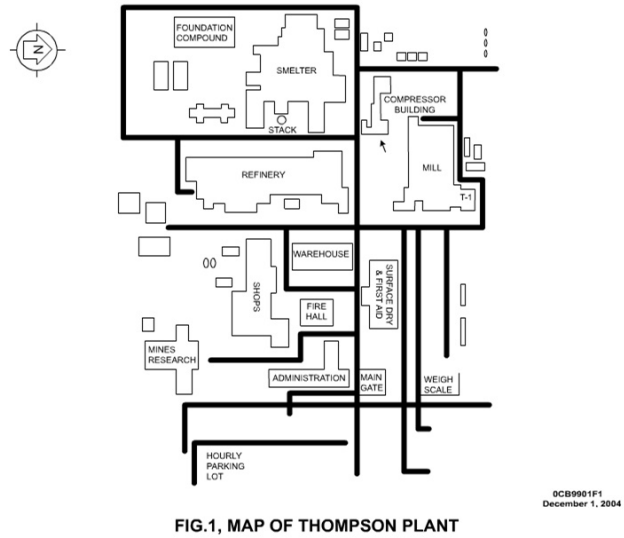 FOUNDATION
COMPOUND
SMELTER
STACK
N
COMPRESSOR
BUILDING
REFINERY
MILL
T-1
WAREHOUSE
SHOPS
SURFACE DRY
& FIRST AID
FIRE
HALL
MINES
RESEARCH
ADMINISTRATION
MAIN
GATE
WEIGH
SCALE
HOURLY
PARKING
LOT
0CB9901F1
December 1, 2004
FIG.1, MAP OF THOMPSON PLANT